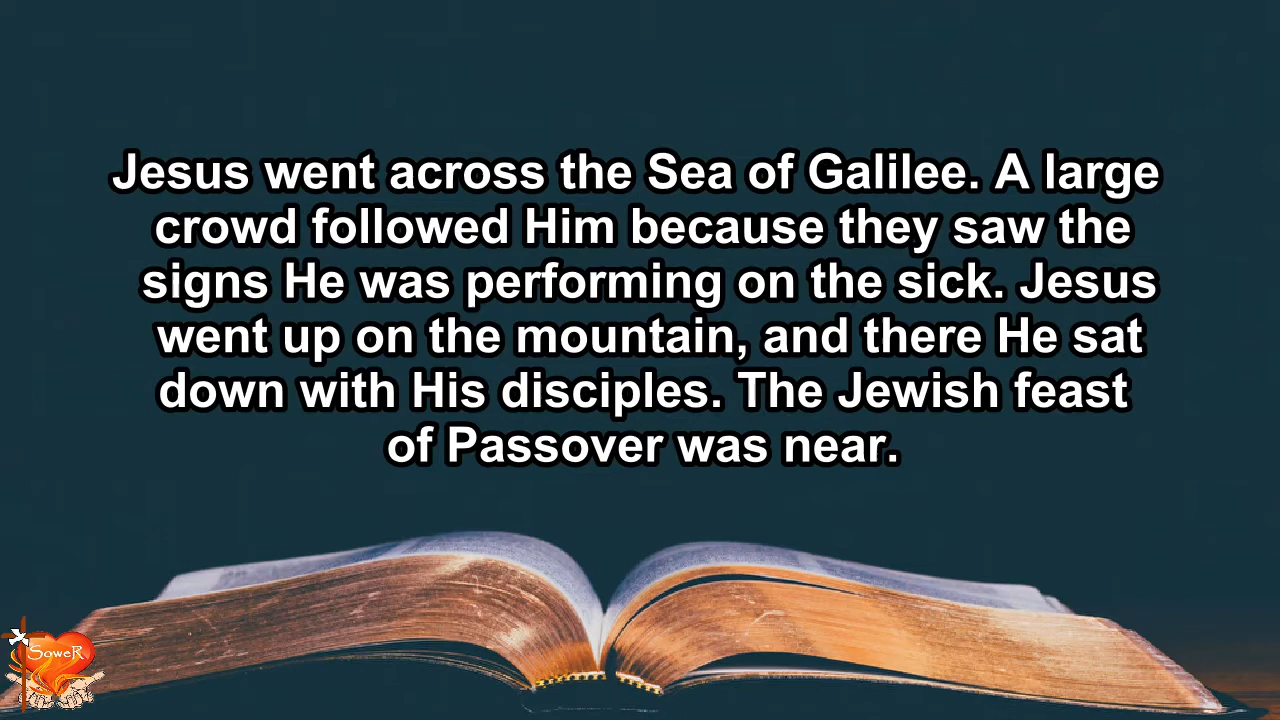 Jesus went across the Sea of Galilee. A large
crowd followed Him because they saw the
signs He was performing on the sick. Jesus
went up on the mountain, and there He sat
down with His disciples. The Jewish feast
of Passover was near.
SoweR